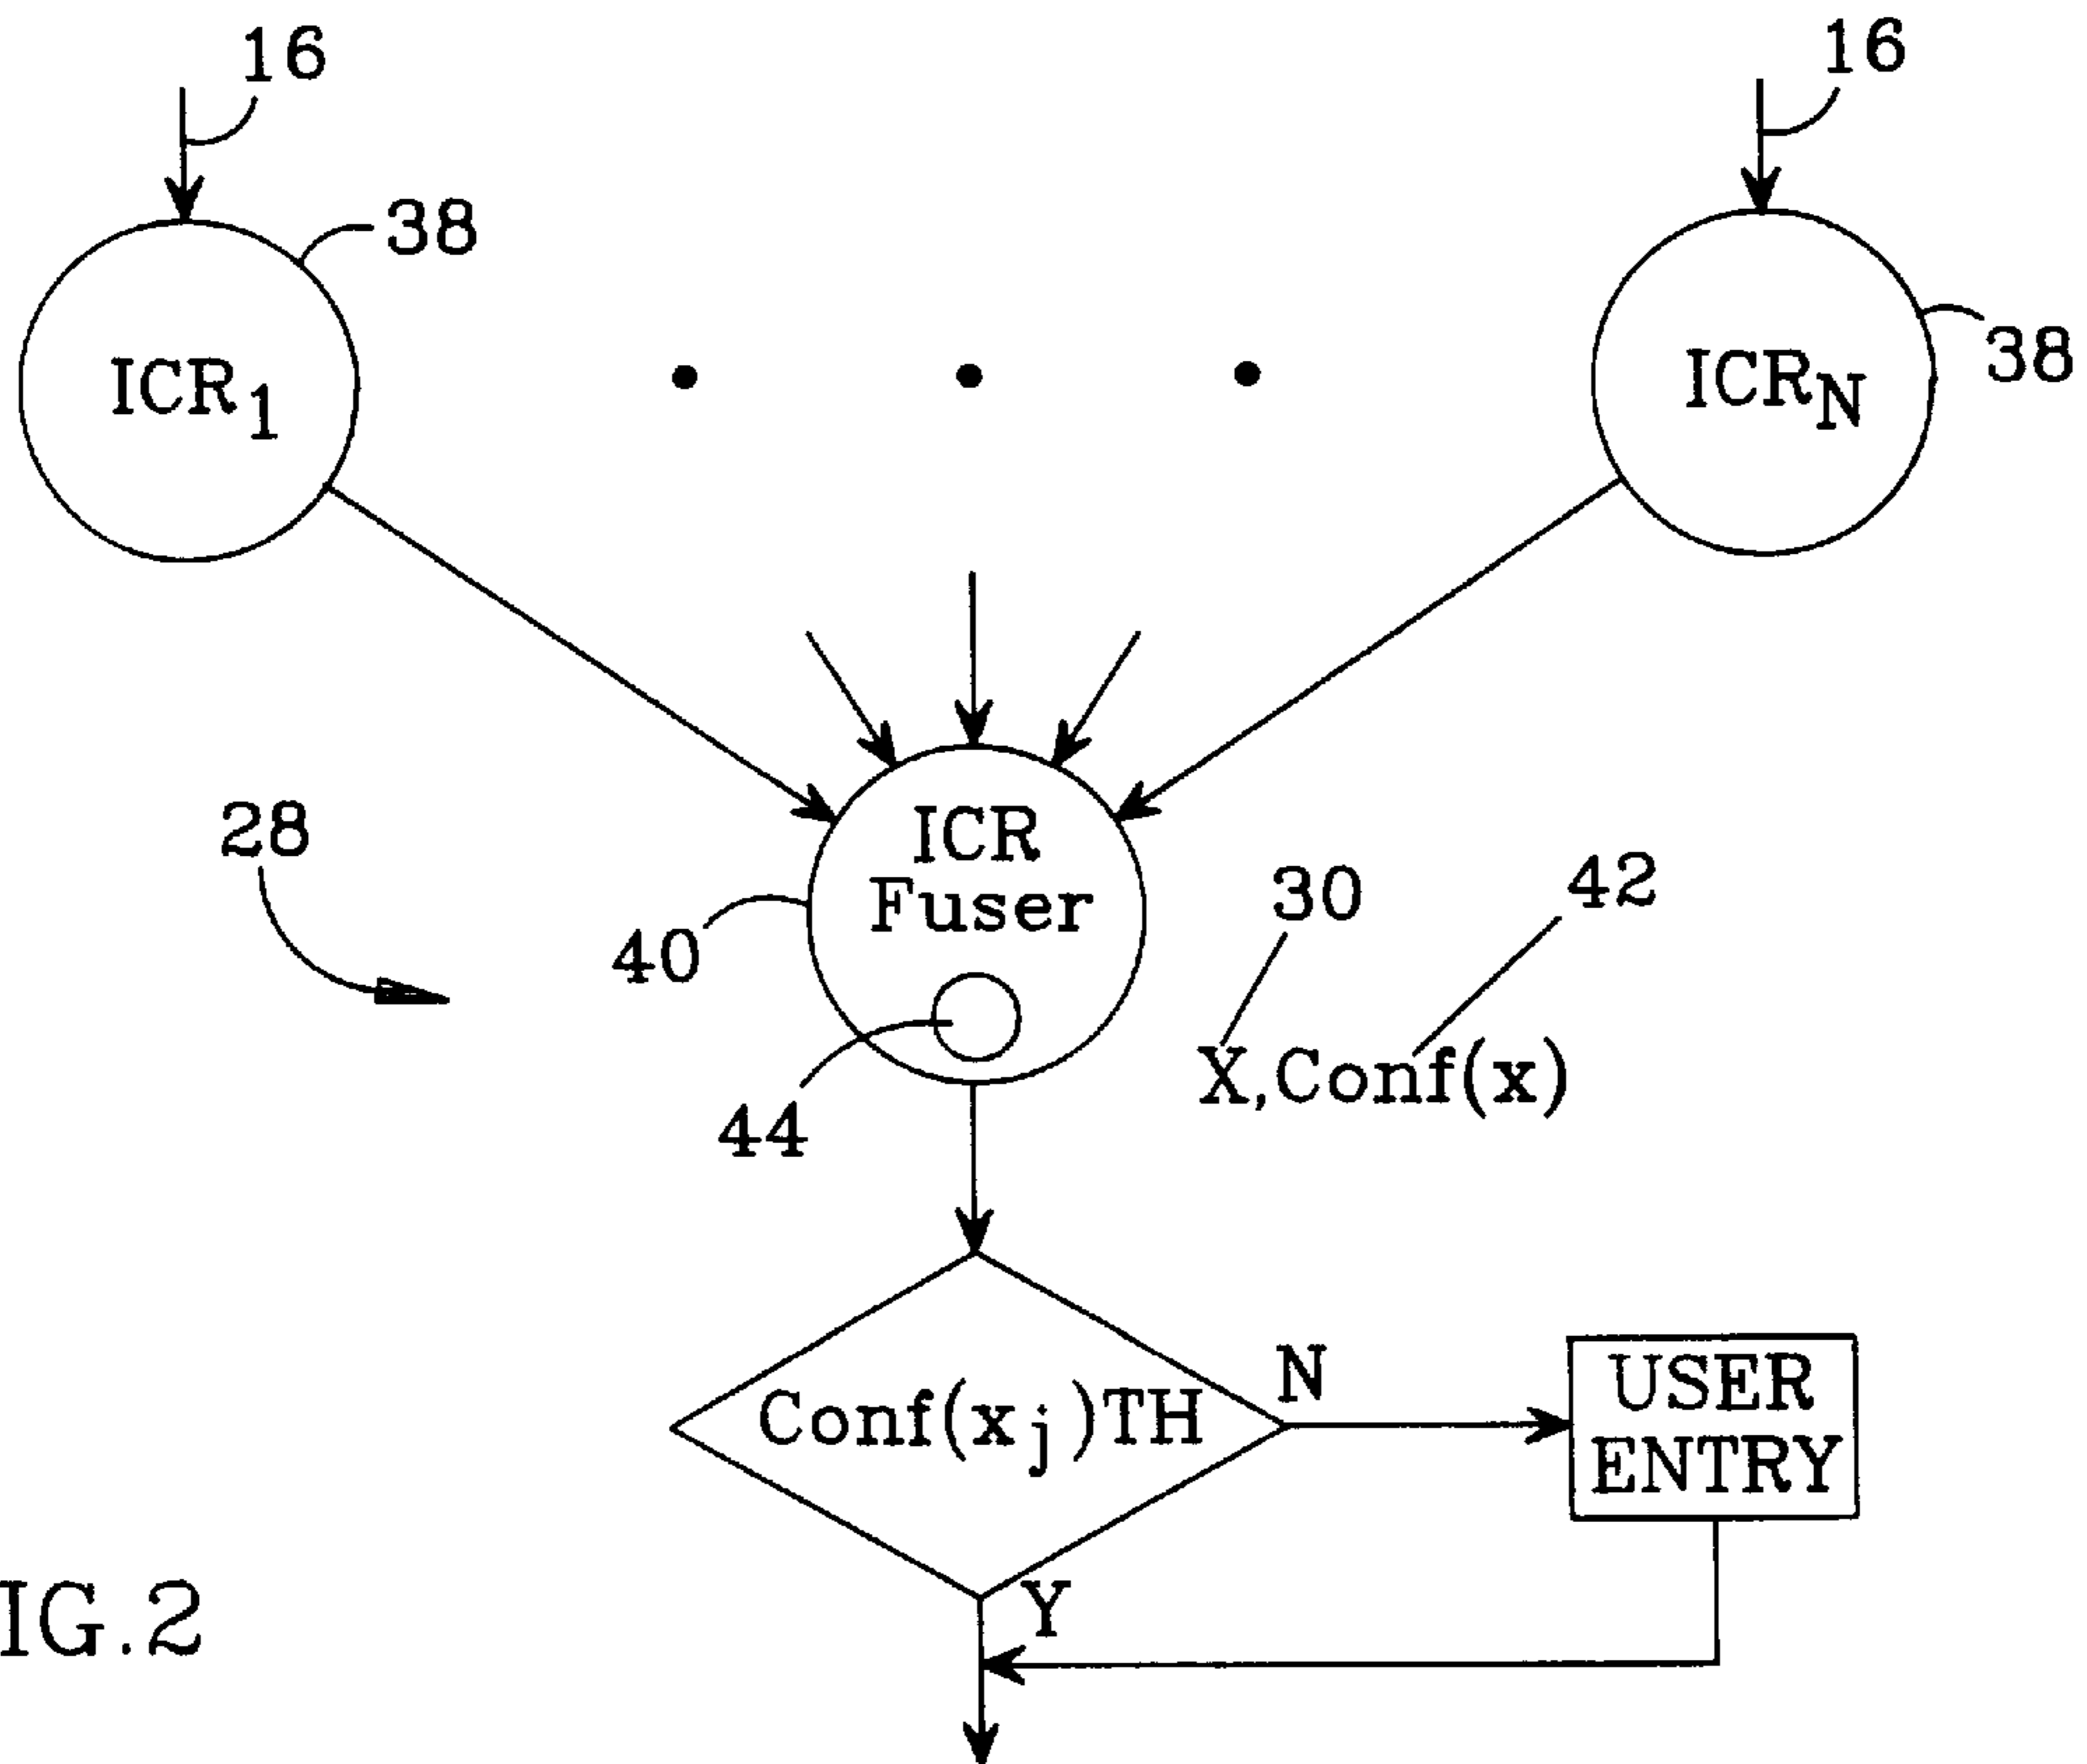 16
16
38
38
ICR1
ICRN
ICR
Fuser
28
40
30
42
X,Conf(x)
44
Conf(xj)TH
N
USER
ENTRY
Y
IG.2